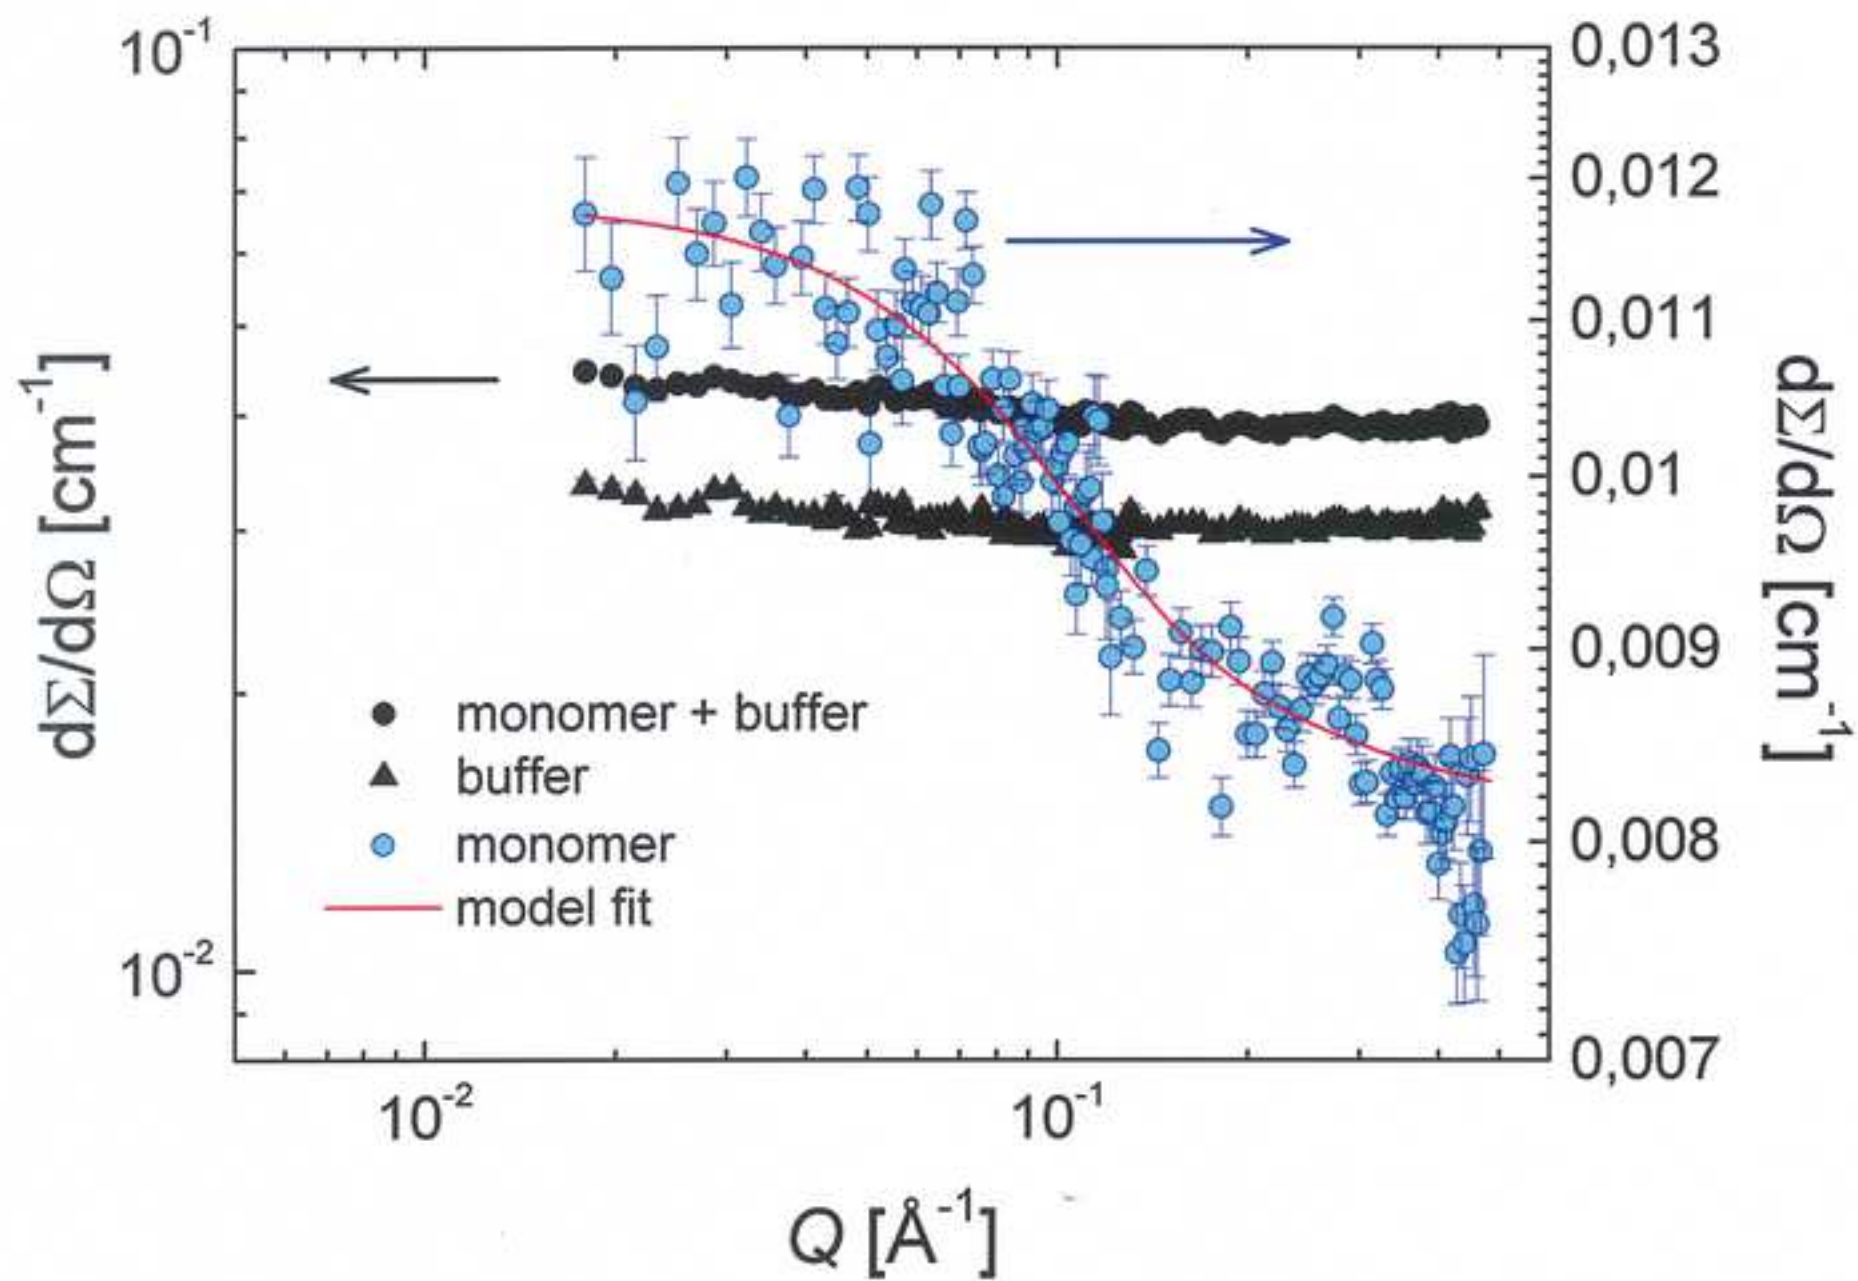 10⁻¹
10⁻²
dΣ/dΩ [cm⁻¹]
0,013
0,012
0,011
0,01
0,009
0,008
0,007
dΣ/dΩ [cm⁻¹]
monomer + buffer
buffer
monomer
model fit
10⁻²
10⁻¹
Q [Å⁻¹]